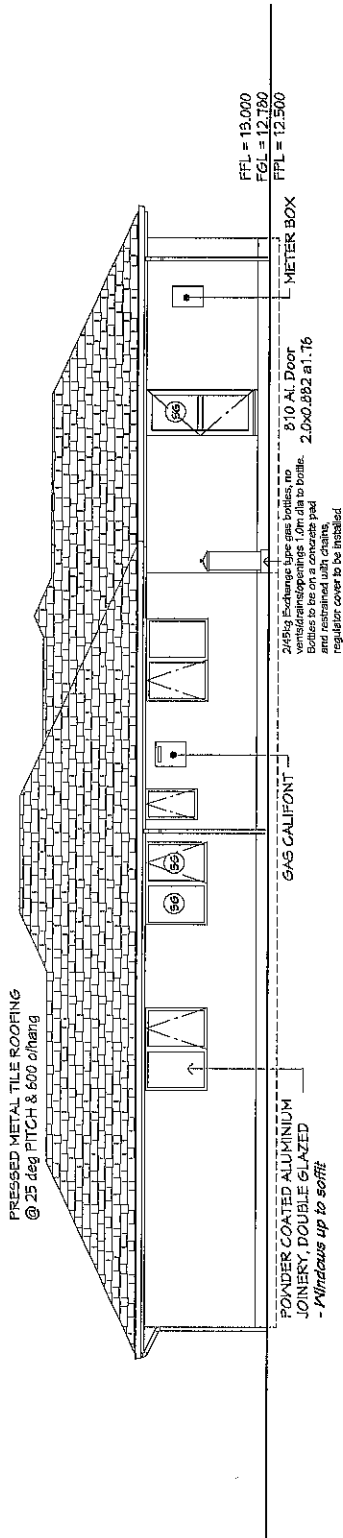 PRESSED METAL TILE ROOFING
@ 25 deg PITCH & 600 o/hang
SG
SG
SG
FFL = 13.000
FGL = 12.780
FPL = 12.500
POWDER COATED ALUMINIUM
JOINERY, DOUBLE GLAZED
- Windows up to soffit
GAS CALIFONT
2/45kg Exchange type gas bottles, no
vents/drains/openings 1.0m dia to bottle.
Bottles to be on a concrete pad
and restrained with chains,
regulator cover to be installed
810 Al. Door
2.0x0.882 a1.76
METER BOX